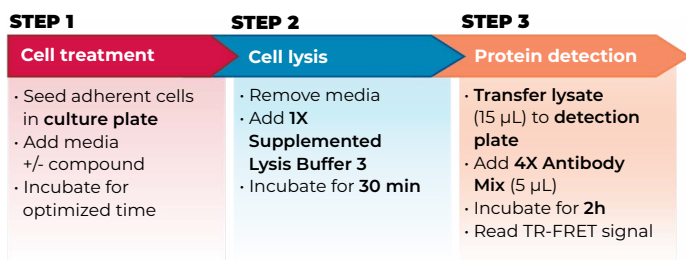 STEP 1
Cell treatment
· Seed adherent cells
in culture plate
· Add media
+/- compound
· Incubate for
optimized time
STEP 2
Cell lysis
· Remove media
· Add 1X
Supplemented
Lysis Buffer 3
· Incubate for 30 min
STEP 3
Protein detection
· Transfer lysate
(15 µL) to detection
plate
· Add 4X Antibody
Mix (5 µL)
· Incubate for 2h
· Read TR-FRET signal